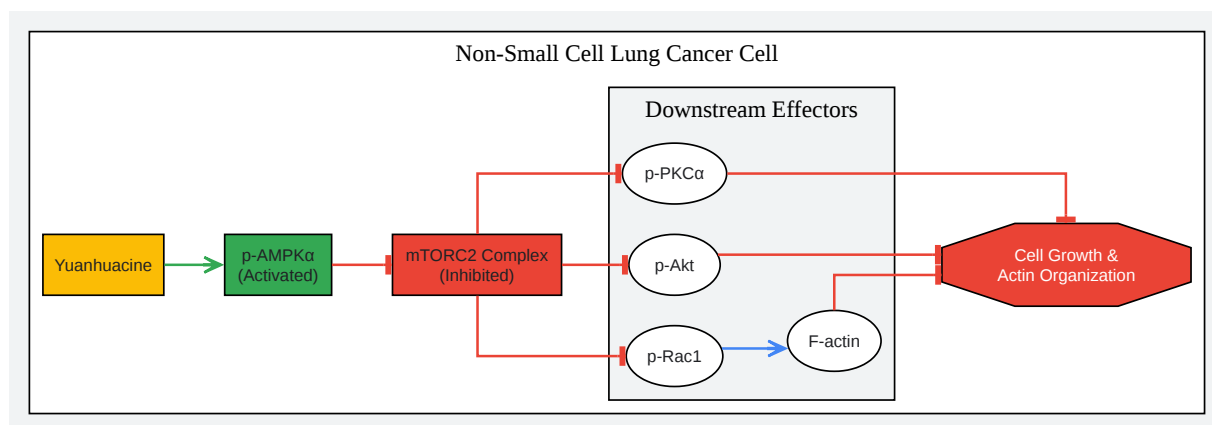 Non-Small Cell Lung Cancer Cell
Downstream Effectors
p-PKCα
Yuanhuacine
p-AMPKα
(Activated)
mTORC2 Complex
(Inhibited)
p-Akt
Cell Growth &
Actin Organization
p-Rac1
F-actin